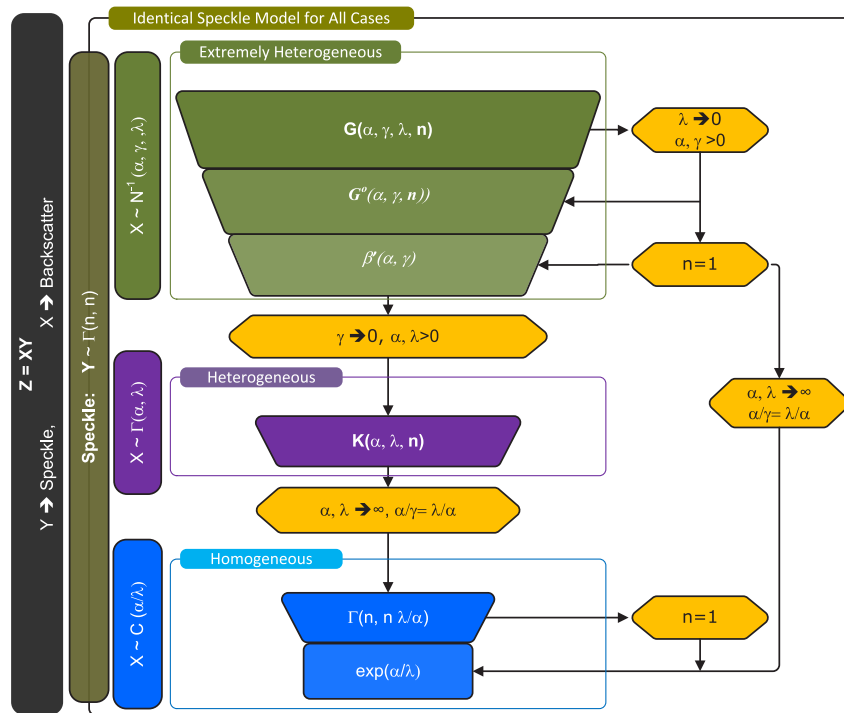 Identical Speckle Model for All Cases
Z = XY
Y ➔ Speckle, X ➔ Backscatter
Speckle: Y ~ Γ(n, n)
X ~ N⁻¹ (α, γ, ,λ)
Extremely Heterogeneous
G(α, γ, λ, n)
λ ➔0
α, γ >0
Gº(α, γ, n))
β'(α, γ)
n=1
γ ➔0, α, λ>0
X ~ Γ(α, λ)
Heterogeneous
K(α, λ, n)
α, λ ➔∞
α/γ= λ/α
α, λ ➔∞, α/γ= λ/α
X ~ C (α/λ)
Homogeneous
Γ(n, n λ/α)
n=1
exp(α/λ)